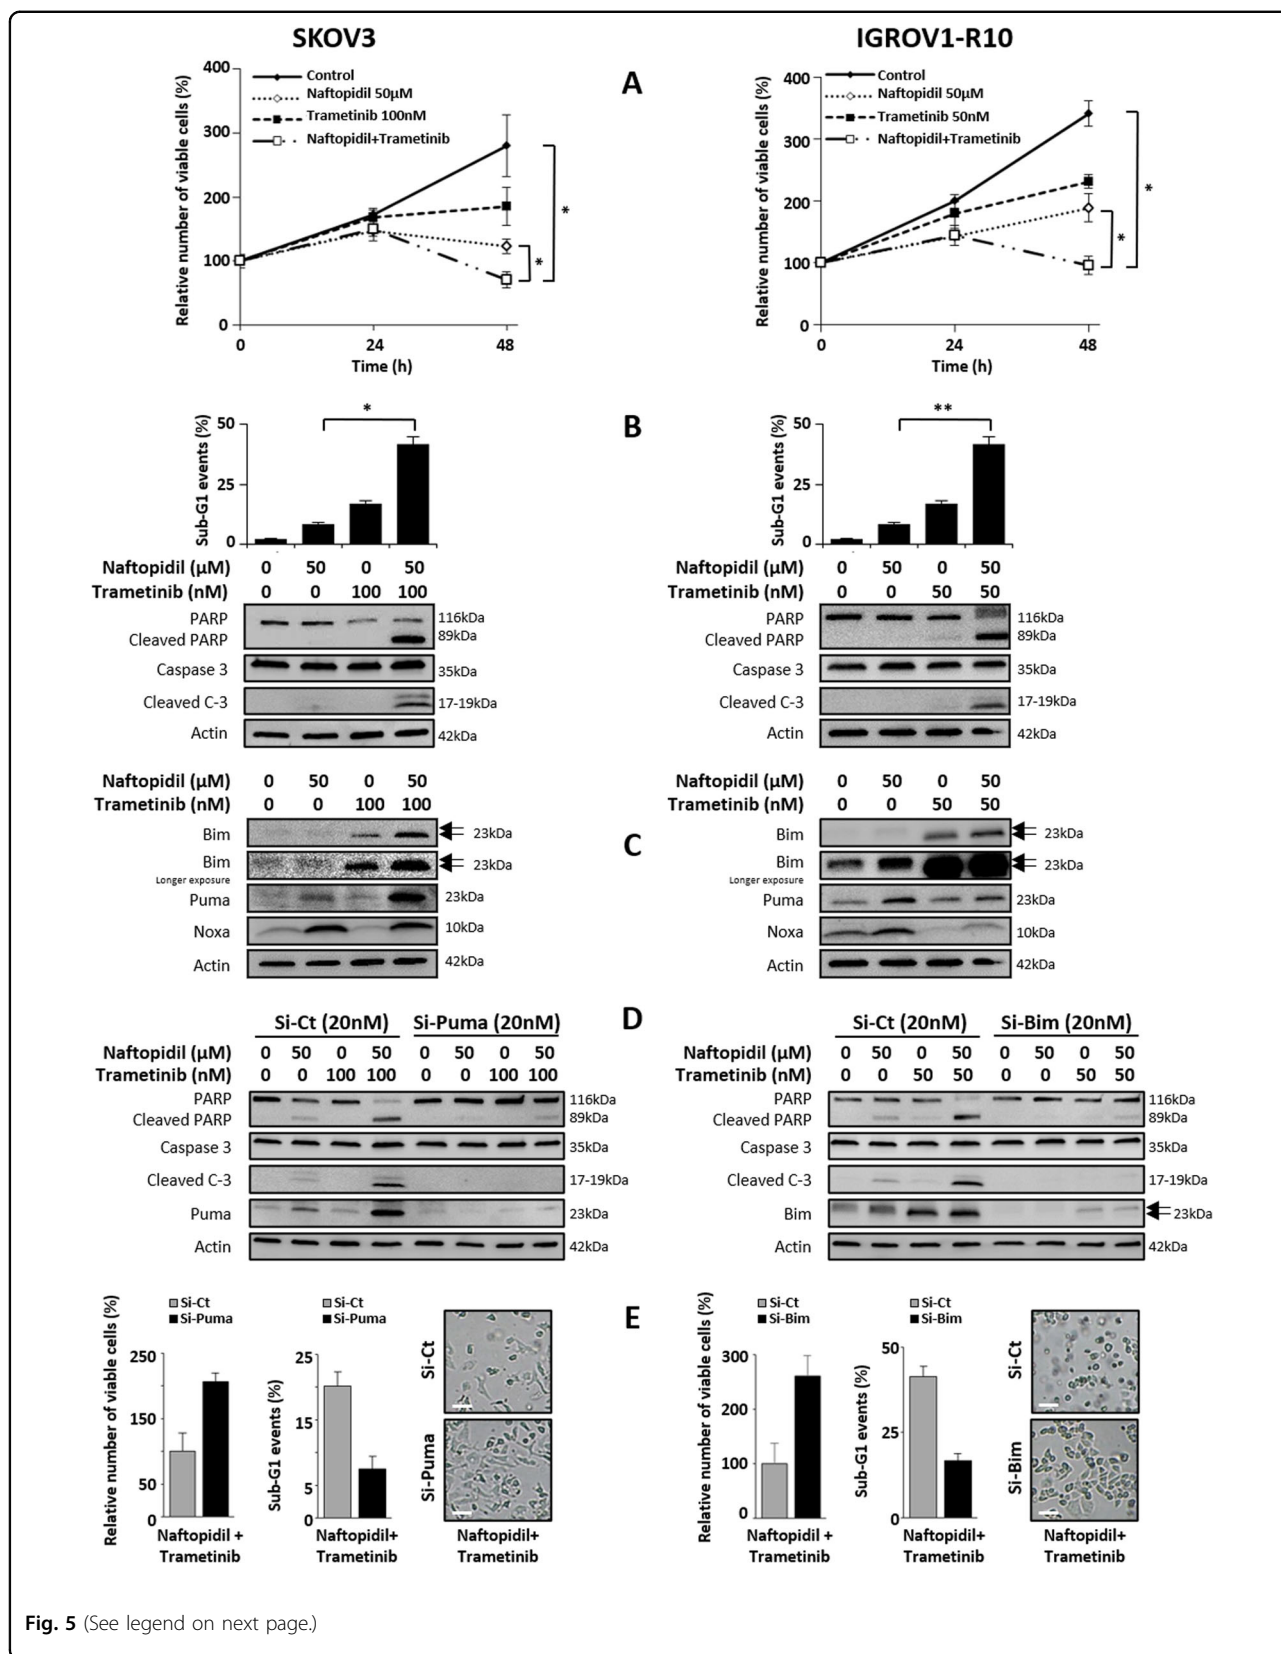 SKOV3
IGROV1-R10
A
Relative number of viable cells (%)
400
300
200
100
0
Control
Naftopidil 50µM
Trametinib 100nM
Naftopidil+Trametinib
*
*
0 24 48
Time (h)
Relative number of viable cells (%)
400
300
200
100
0
Control
Naftopidil 50µM
Trametinib 50nM
Naftopidil+Trametinib
*
*
0 24 48
Time (h)
B
Sub-G1 events (%)
50
25
0
*
Naftopidil (µM) 0 50 0 50
Trametinib (nM) 0 0 100 100
PARP 116kDa
Cleaved PARP 89kDa
Caspase 3 35kDa
Cleaved C-3 17-19kDa
Actin 42kDa
Sub-G1 events (%)
50
25
0
**
Naftopidil (µM) 0 50 0 50
Trametinib (nM) 0 0 50 50
PARP 116kDa
Cleaved PARP 89kDa
Caspase 3 35kDa
Cleaved C-3 17-19kDa
Actin 42kDa
C
Naftopidil (µM) 0 50 0 50
Trametinib (nM) 0 0 100 100
Bim 23kDa
Bim 23kDa
Longer exposure
Puma 23kDa
Noxa 10kDa
Actin 42kDa
Naftopidil (µM) 0 50 0 50
Trametinib (nM) 0 0 50 50
Bim 23kDa
Bim 23kDa
Longer exposure
Puma 23kDa
Noxa 10kDa
Actin 42kDa
D
Si-Ct (20nM) Si-Puma (20nM)
Naftopidil (µM) 0 50 0 50 0 50 0 50
Trametinib (nM) 0 0 100 100 0 0 100 100
PARP 116kDa
Cleaved PARP 89kDa
Caspase 3 35kDa
Cleaved C-3 17-19kDa
Puma 23kDa
Actin 42kDa
Si-Ct (20nM) Si-Bim (20nM)
Naftopidil (µM) 0 50 0 50 0 50 0 50
Trametinib (nM) 0 0 50 50 0 0 50 50
PARP 116kDa
Cleaved PARP 89kDa
Caspase 3 35kDa
Cleaved C-3 17-19kDa
Bim 23kDa
Actin 42kDa
E
Relative number of viable cells (%)
Si-Ct
Si-Puma
250
150
50
0
Naftopidil +
Trametinib
Sub-G1 events (%)
Si-Ct
Si-Puma
25
15
5
0
Naftopidil+
Trametinib
Si-Ct
Si-Puma
Naftopidil+
Trametinib
Relative number of viable cells (%)
Si-Ct
Si-Bim
300
200
100
0
Naftopidil +
Trametinib
Sub-G1 events (%)
Si-Ct
Si-Bim
50
25
0
Naftopidil+
Trametinib
Si-Ct
Si-Bim
Naftopidil+
Trametinib
Fig. 5 (See legend on next page.)